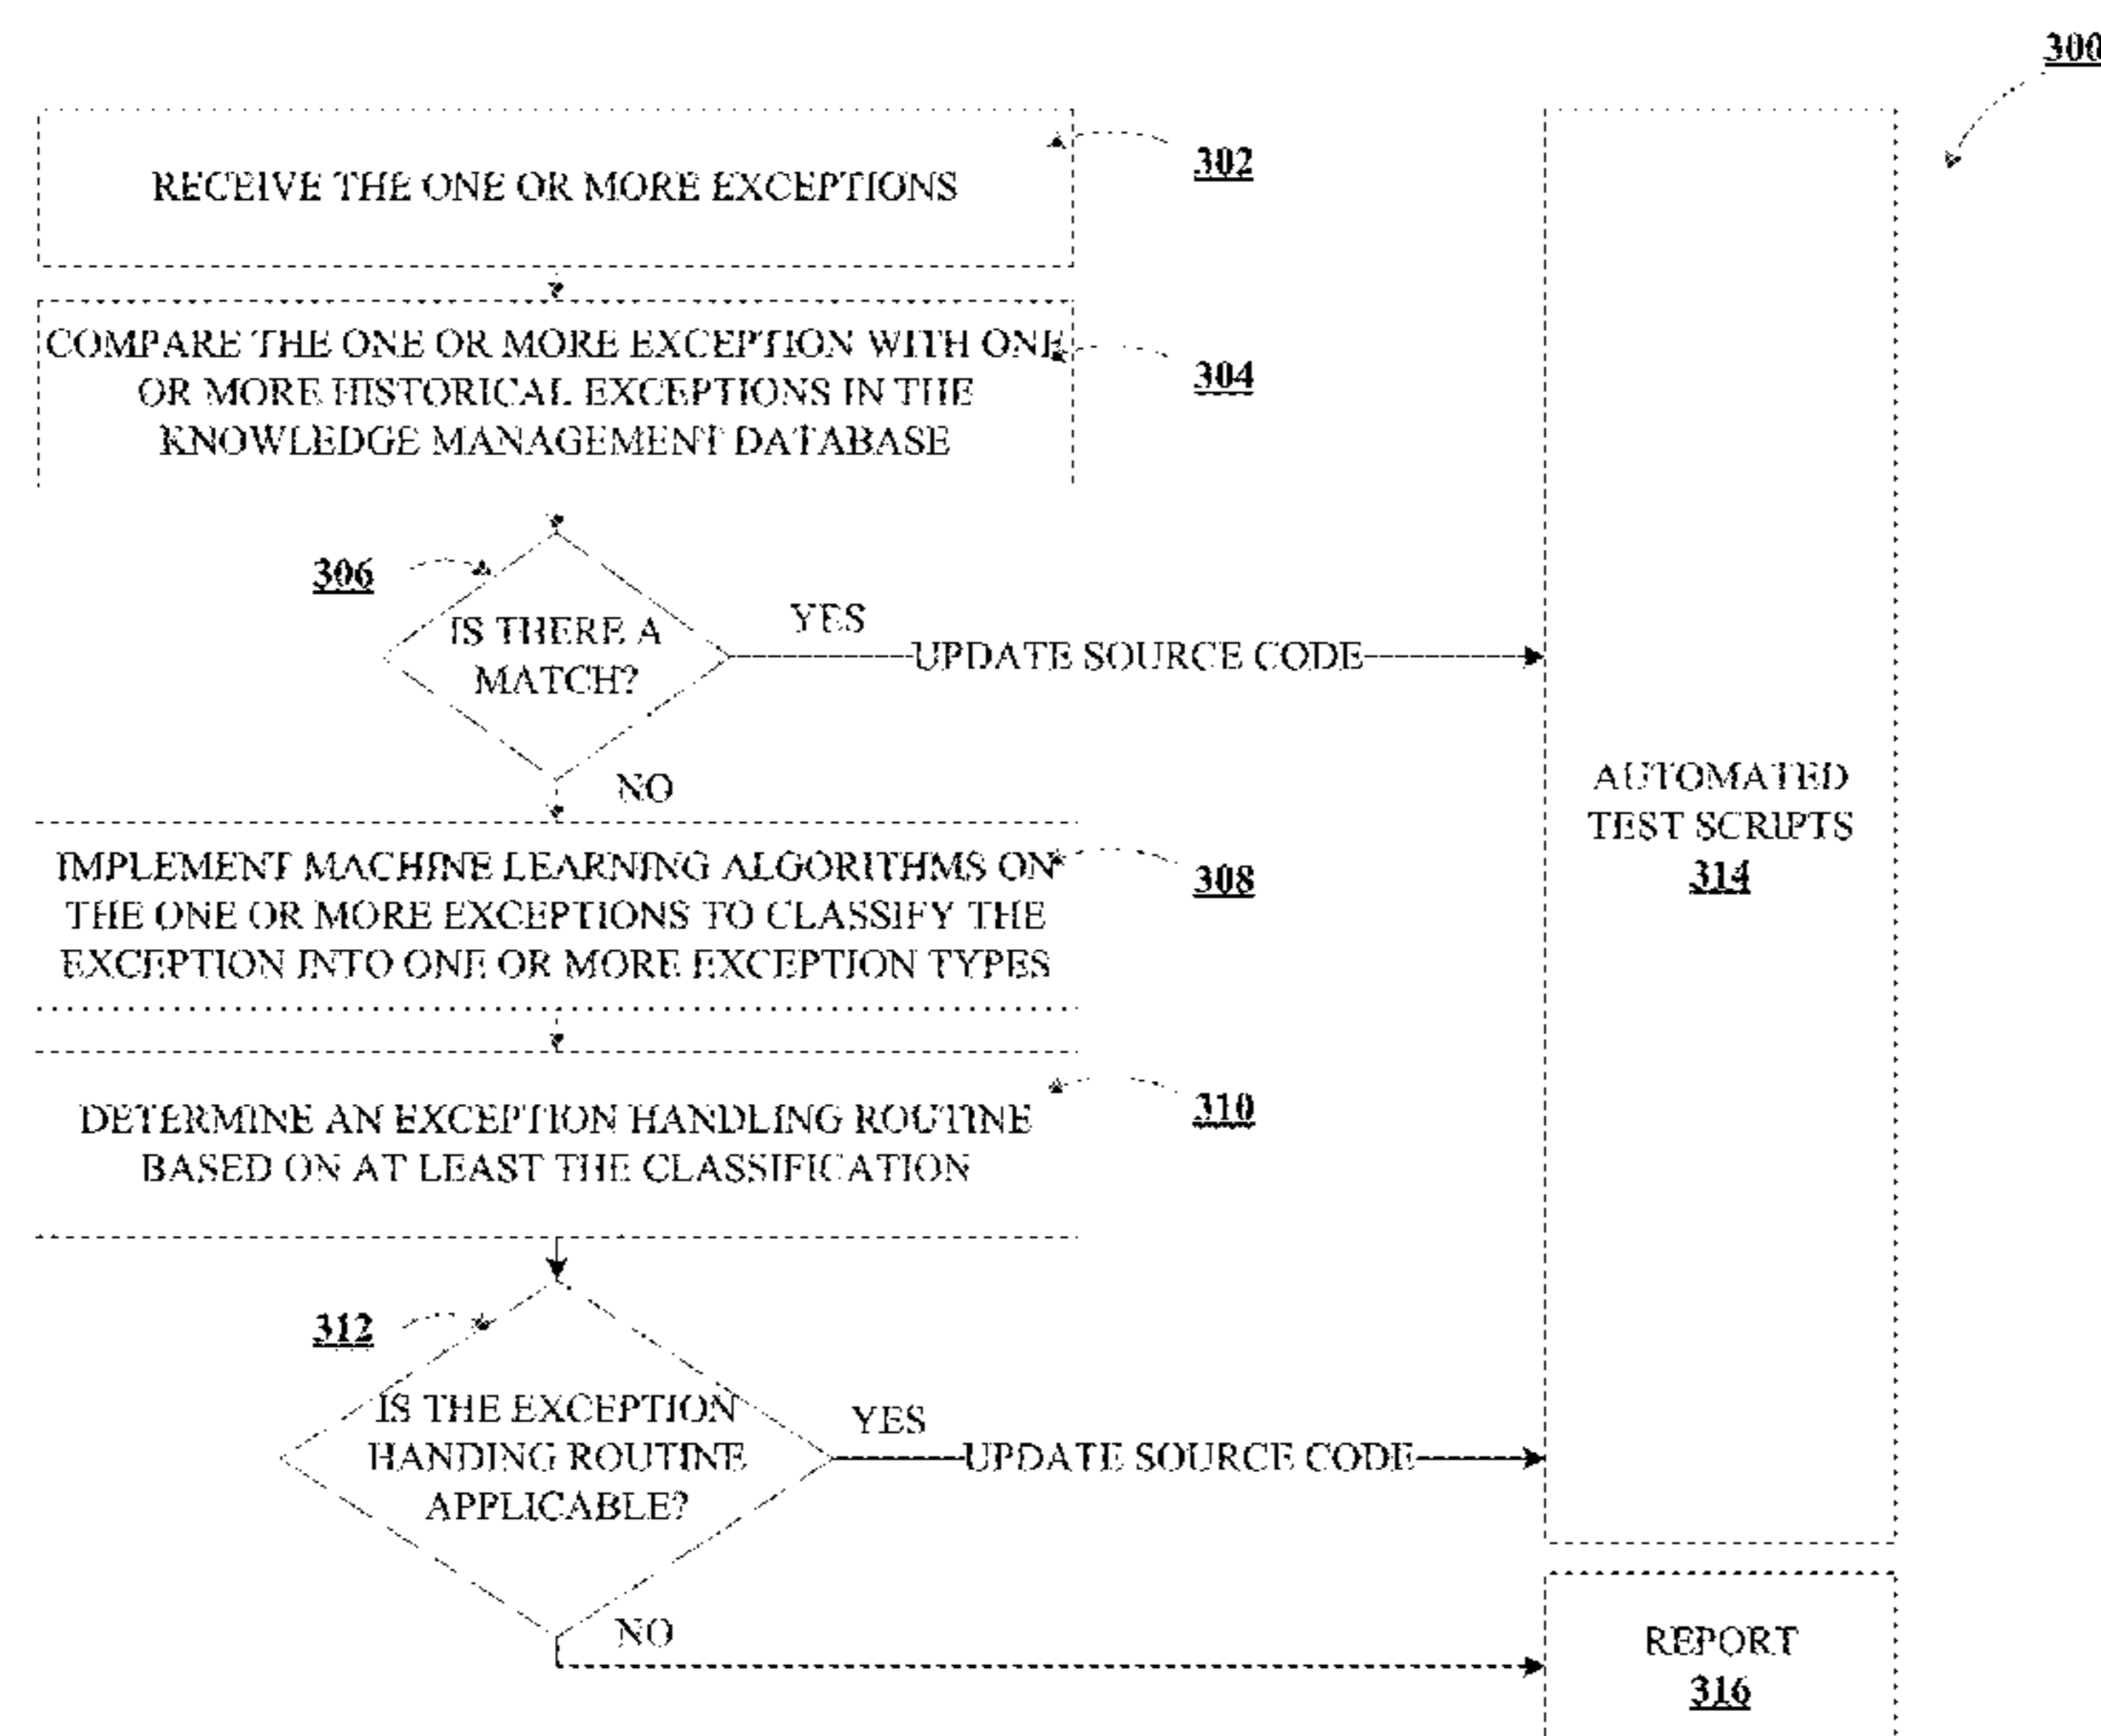 300
RECEIVE THE ONE OR MORE EXCEPTIONS
302
COMPARE THE ONE OR MORE EXCEPTION WITH ONE
OR MORE HISTORICAL EXCEPTIONS IN THE
KNOWLEDGE MANAGEMENT DATABASE
304
306
IS THERE A
MATCH?
YES
UPDATE SOURCE CODE
NO
IMPLEMENT MACHINE LEARNING ALGORITHMS ON
THE ONE OR MORE EXCEPTIONS TO CLASSIFY THE
EXCEPTION INTO ONE OR MORE EXCEPTION TYPES
308
DETERMINE AN EXCEPTION HANDLING ROUTINE
BASED ON AT LEAST THE CLASSIFICATION
310
312
IS THE EXCEPTION
HANDING ROUTINE
APPLICABLE?
YES
UPDATE SOURCE CODE
NO
AUTOMATED
TEST SCRIPTS
314
REPORT
316